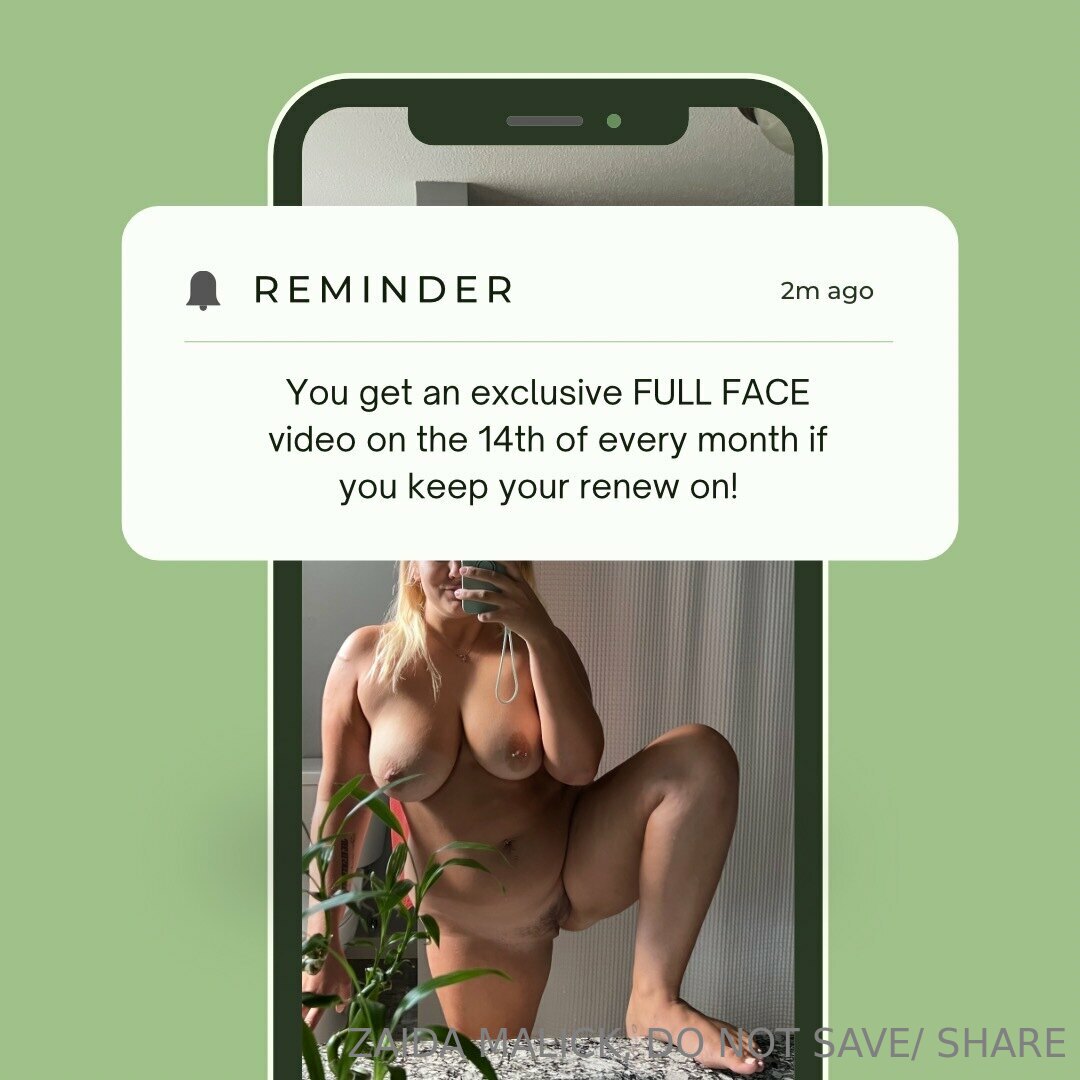 REMINDER
2m ago
You get an exclusive FULL FACE
video on the 14th of every month if
you keep your renew on!
ZAIDA MALICK, DO NOT SAVE/ SHARE